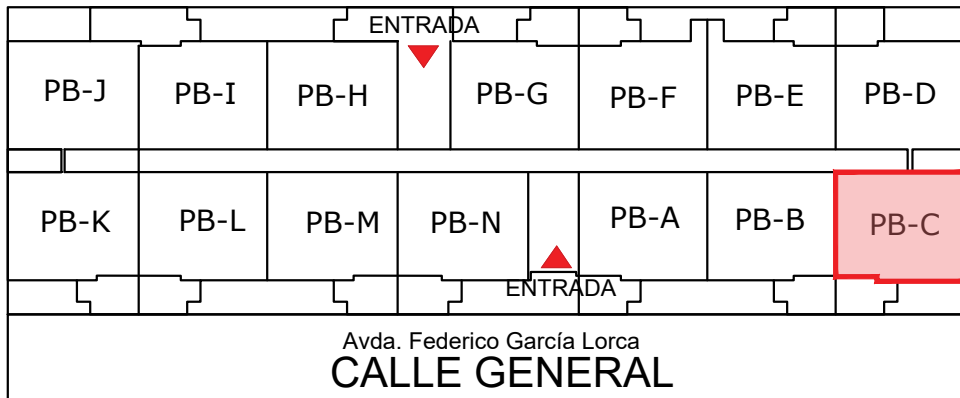 ENTRADA
PB-J PB-I PB-H PB-G PB-F PB-E PB-D
PB-K PB-L PB-M PB-N PB-A PB-B PB-C
ENTRADA
Avda. Federico García Lorca
CALLE GENERAL